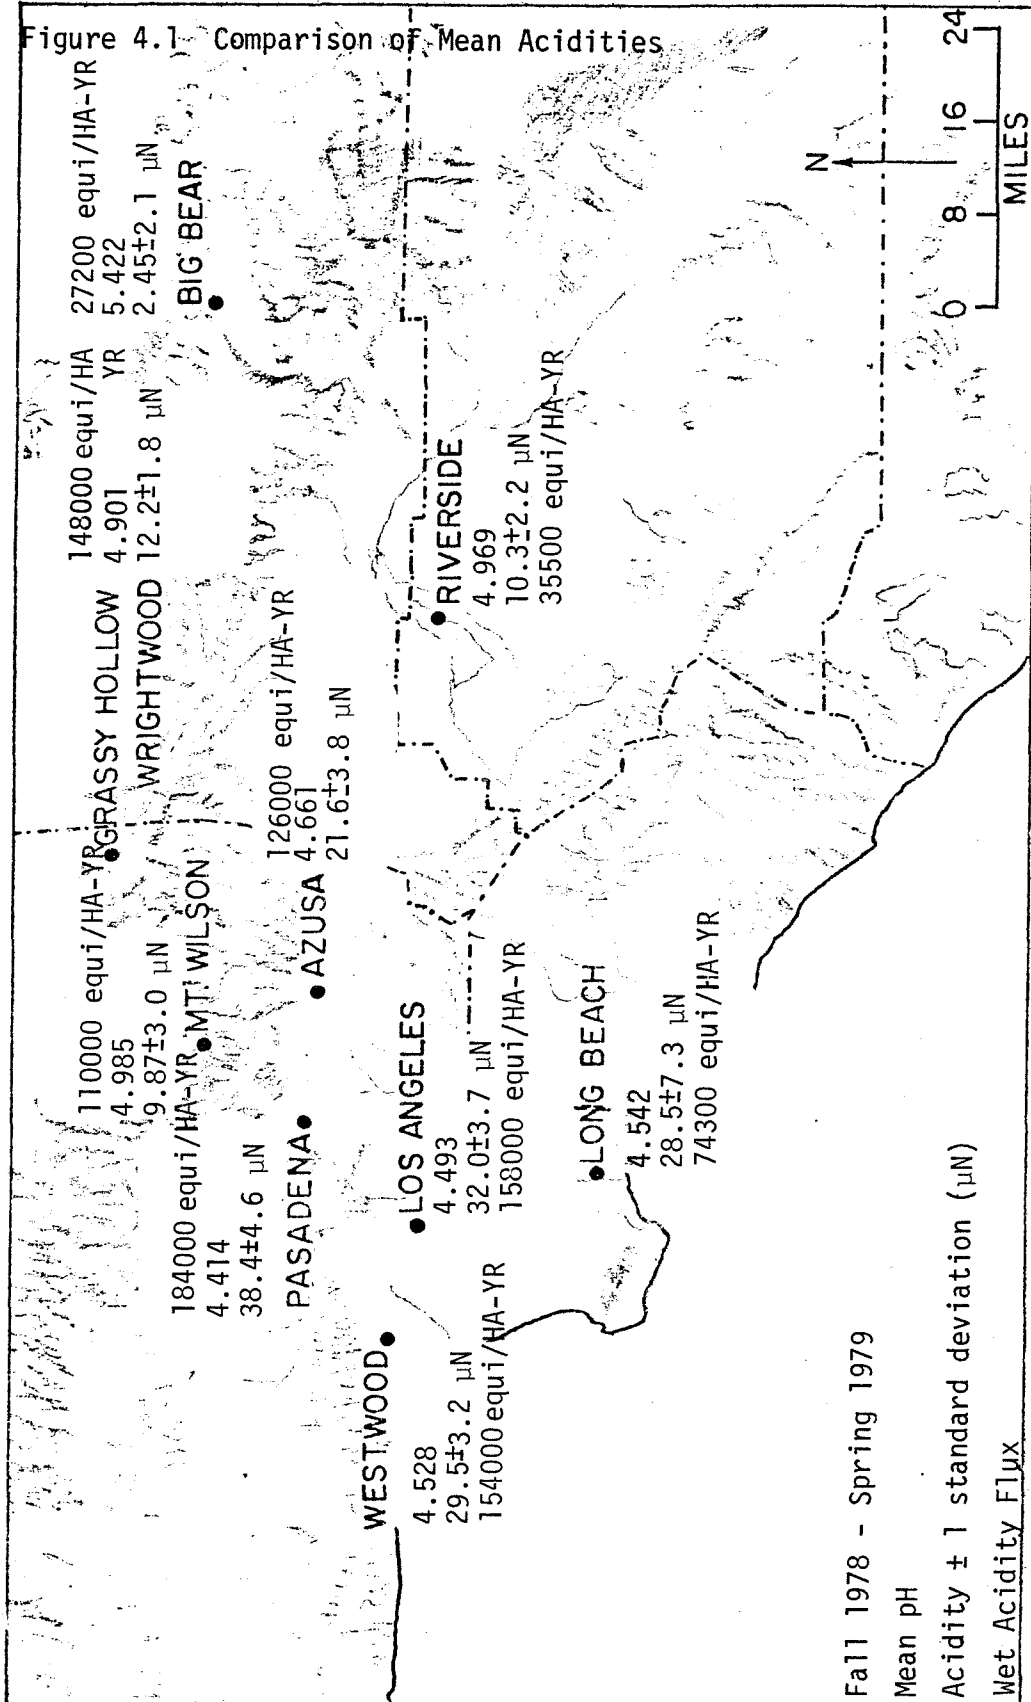 Figure 4.1 Comparison of Mean Acidities
110000 equi/HA-YR
4.985
9.87±3.0 µN
GRASSY HOLLOW
148000 equi/HA
YR
4.901
WRIGHTWOOD 12.2±1.8 µN
27200 equi/HA-YR
5.422
2.45±2.1 µN
BIG BEAR
184000 equi/HA-YR
4.414
38.4±4.6 µN
MT. WILSON
PASADENA
126000 equi/HA-YR
4.661
21.6±3.8 µN
AZUSA
WESTWOOD
4.528
29.5±3.2 µN
154000 equi/HA-YR
LOS ANGELES
4.493
32.0±3.7 µN
158000 equi/HA-YR
RIVERSIDE
4.969
10.3±2.2 µN
35500 equi/HA-YR
LONG BEACH
4.542
28.5±7.3 µN
74300 equi/HA-YR
N
0 8 16 24
MILES
Fall 1978 - Spring 1979
Mean pH
Acidity ± 1 standard deviation (µN)
Wet Acidity Flux